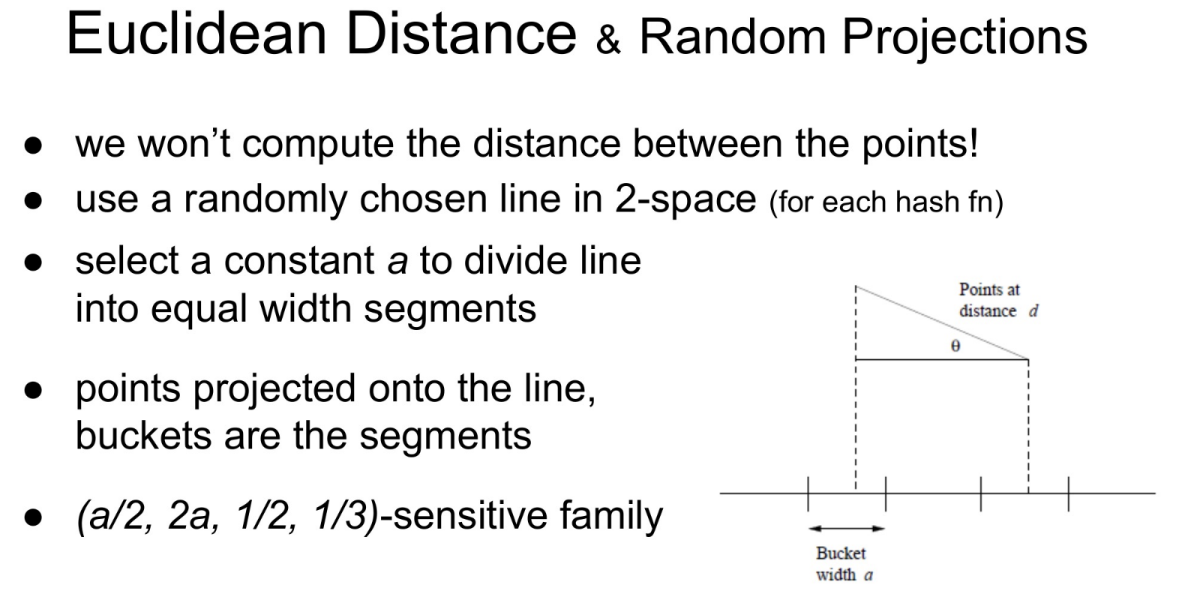 Euclidean Distance & Random Projections
● we won’t compute the distance between the points!
● use a randomly chosen line in 2-space (for each hash fn)
● select a constant a to divide line
into equal width segments
● points projected onto the line,
buckets are the segments
● (a/2, 2a, 1/2, 1/3)-sensitive family
Points at
distance d
θ
Bucket
width a